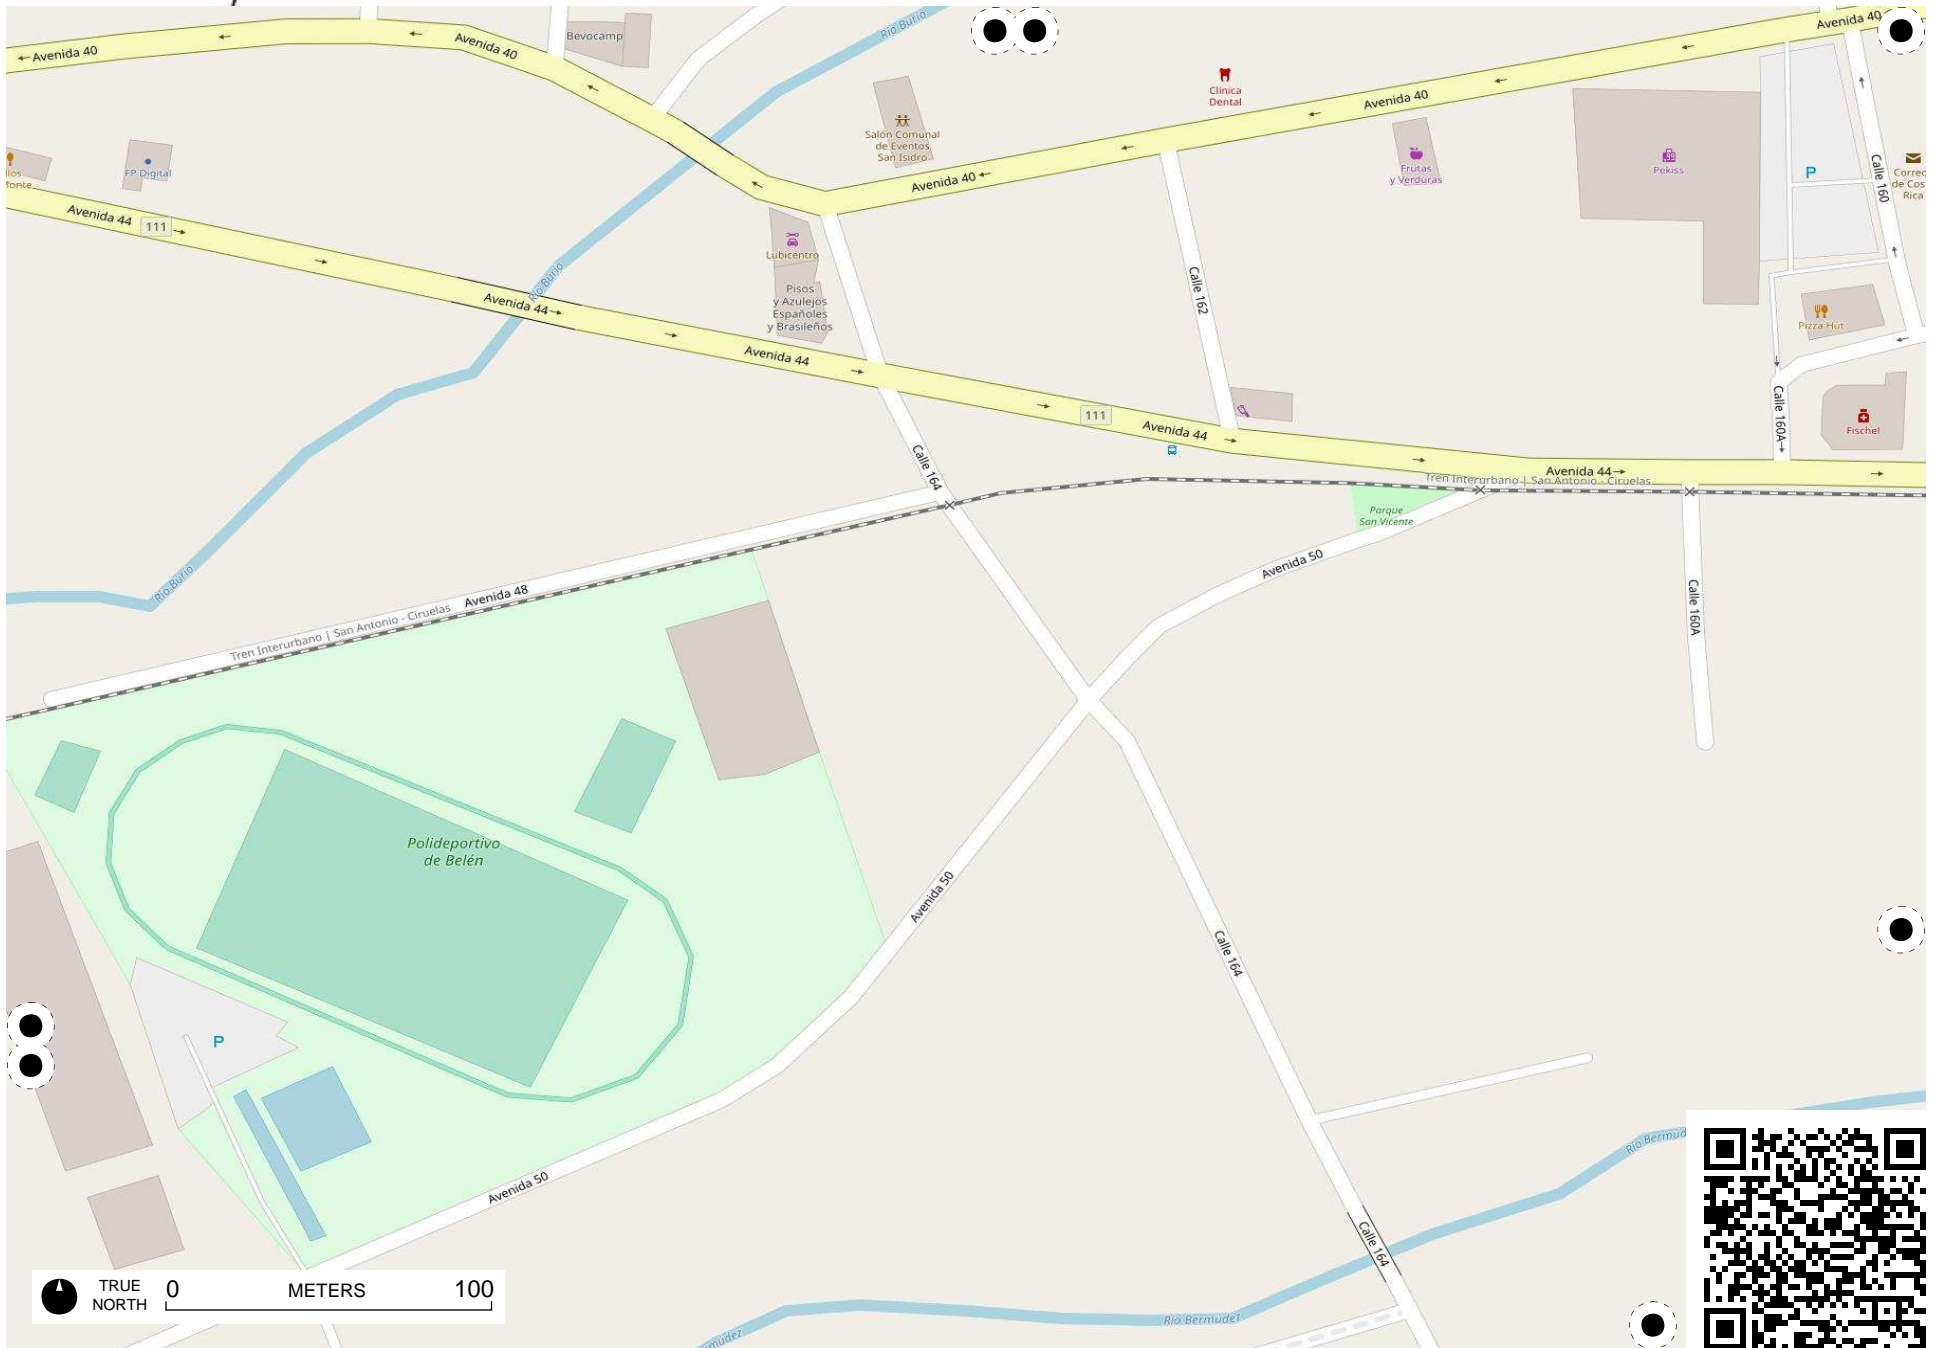 Avenida 40
Avenida 40
Bevocamp
Río Burío
Avenida 40
Clínica
Dental
Avenida 40
Salón Comunal
de Eventos
San Isidro
Avenida 40
FP Digital
Frutas
y Verduras
Pekiss
P
Calle 160
Correo
de Cos
Rica
Avenida 44
111
Lubicentro
Pisos
y Azulejos
Españoles
y Brasileños
Río Burío
Avenida 44
Calle 162
Pizza Hut
Avenida 44
111
Avenida 44
Calle 160A
Fischel
Calle 164
Avenida 44
Tren Interurbano | San Antonio - Ciruelas
Parque
San Vicente
Avenida 50
Río Burío
Avenida 48
Tren Interurbano | San Antonio - Ciruelas
Calle 160A
Polideportivo
de Belén
Avenida 50
Calle 164
P
Avenida 50
Río Bermud
Calle 164
Río Bermúdez
múdez
TRUE
NORTH
0 METERS 100